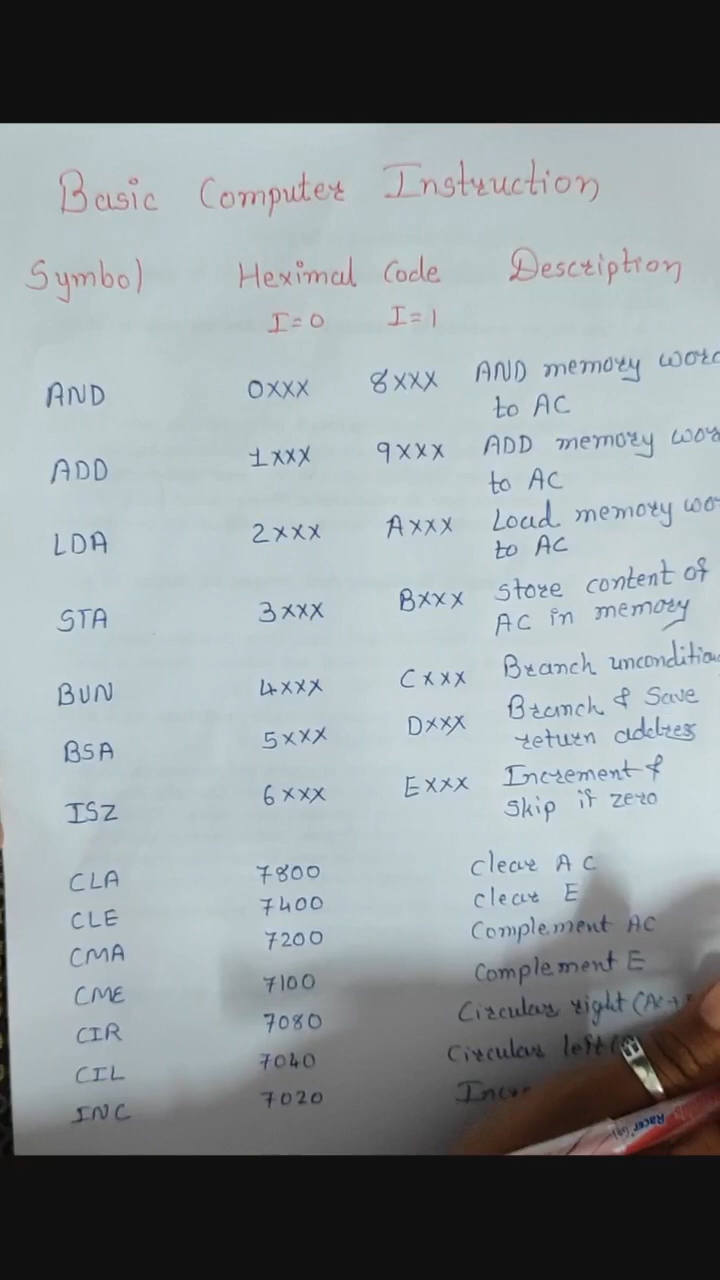 Basic Computer Instruction
Symbol Heximal Code Description
I=0 I=1
AND 0XXX 8XXX AND memory
to AC
ADD 1XXX 9XXX ADD memory
to AC
LDA 2XXX AXXX Load memory
to AC
STA 3XXX BXXX Store content of
AC in memory
BUN 4XXX CXXX Branch
BSA 5XXX DXXX Branch & Save
return address
ISZ 6XXX EXXX Increment &
Skip if zero
CLA 7800 Clear AC
CLE 7400 Clear E
CMA 7200 Complement AC
CME 7100 Complement E
CIR 7080 Circular right (AC+
CIL 7040 Circular left (
INC 7020
Racer